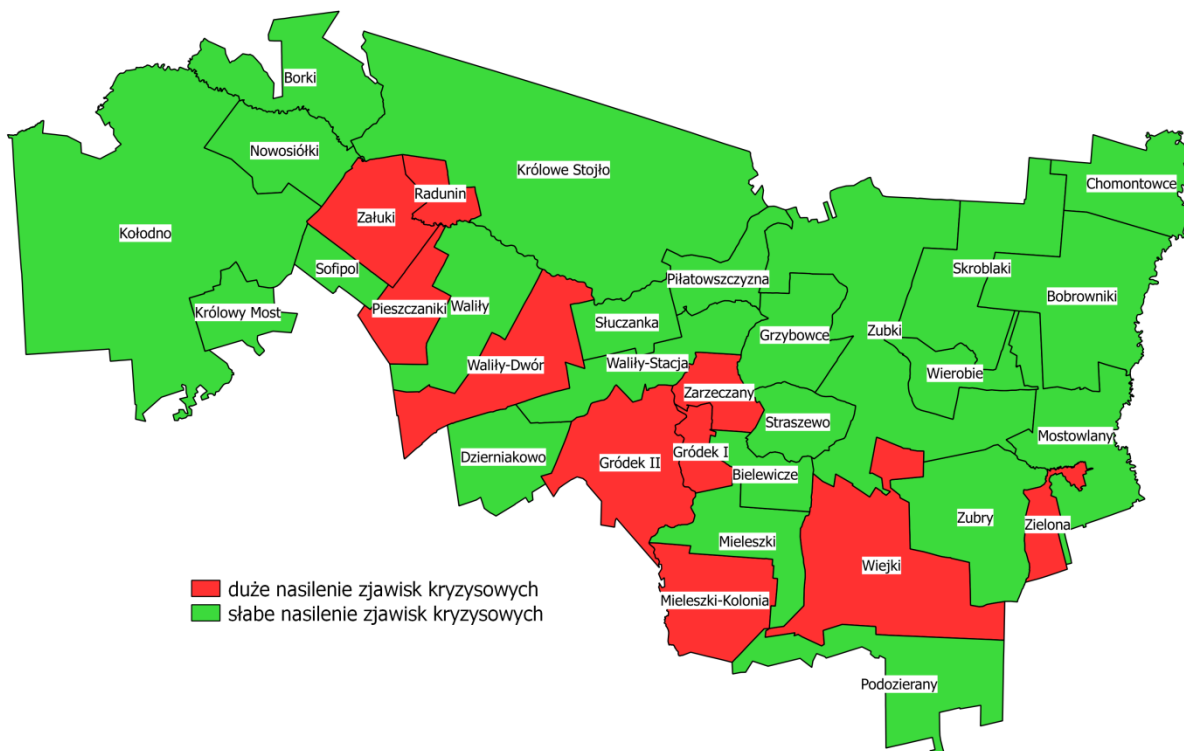 Borki
Nowosiółki
Królowe Stojło
Chomontowce
Radunin
Załuki
Kołodno
Skroblaki
Sofipol
Piłatowszczyzna
Bobrowniki
Pieszczaniki
Waliły
Królowy Most
Słuczanka
Zubki
Grzybowce
Waliły-Dwór
Waliły-Stacja
Wierobie
Zarzeczany
Straszewo
Mostowlany
Dzierniakowo
Gródek II
Gródek I
Bielewicze
Zubry
Zielona
Mieleszki
Wiejki
Mieleszki-Kolonia
duże nasilenie zjawisk kryzysowych
słabe nasilenie zjawisk kryzysowych
Podozierany